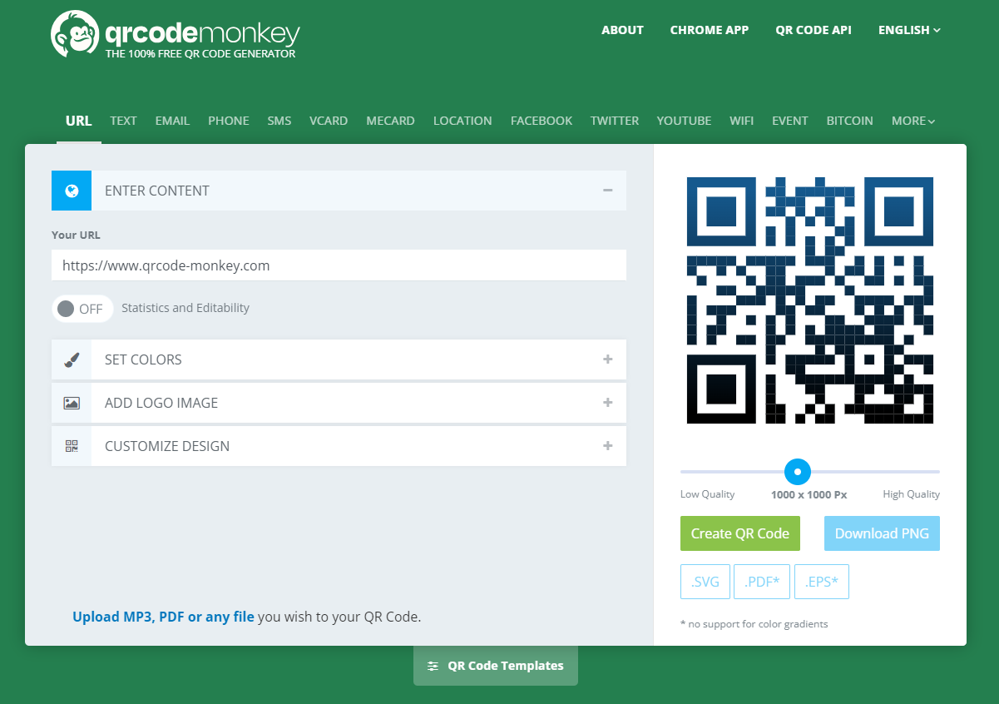 qrcodemonkey
THE 100% FREE QR CODE GENERATOR
ABOUT CHROME APP QR CODE API ENGLISH
URL TEXT EMAIL PHONE SMS VCARD MECARD LOCATION FACEBOOK TWITTER YOUTUBE WIFI EVENT BITCOIN MORE
ENTER CONTENT
Your URL
https://www.qrcode-monkey.com
OFF Statistics and Editability
SET COLORS
ADD LOGO IMAGE
CUSTOMIZE DESIGN
Upload MP3, PDF or any file you wish to your QR Code.
Low Quality 1000 x 1000 Px High Quality
Create QR Code Download PNG
.SVG .PDF* .EPS*
* no support for color gradients
QR Code Templates